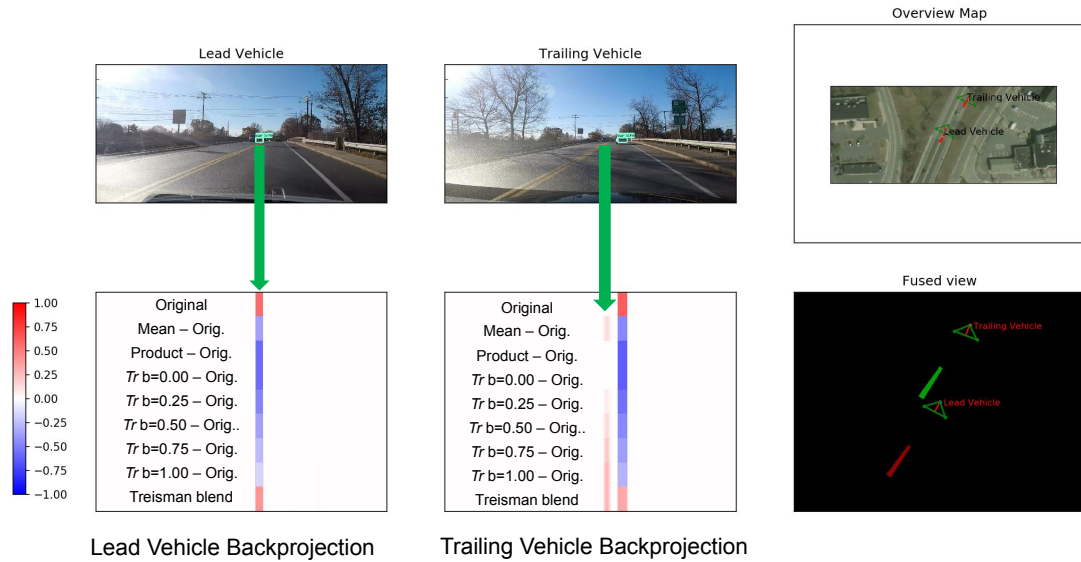 Overview Map
Lead Vehicle
Trailing Vehicle
Trailing Vehicle
Lead Vehicle
Fused view
1.00
0.75
0.50
0.25
0.00
−0.25
−0.50
−0.75
−1.00
Original
Mean – Orig.
Product – Orig.
Tr b=0.00 – Orig.
Tr b=0.25 – Orig.
Tr b=0.50 – Orig..
Tr b=0.75 – Orig.
Tr b=1.00 – Orig.
Treisman blend
Original
Mean – Orig.
Product – Orig.
Tr b=0.00 – Orig.
Tr b=0.25 – Orig.
Tr b=0.50 – Orig..
Tr b=0.75 – Orig.
Tr b=1.00 – Orig.
Treisman blend
Trailing Vehicle
Lead Vehicle
Lead Vehicle Backprojection
Trailing Vehicle Backprojection